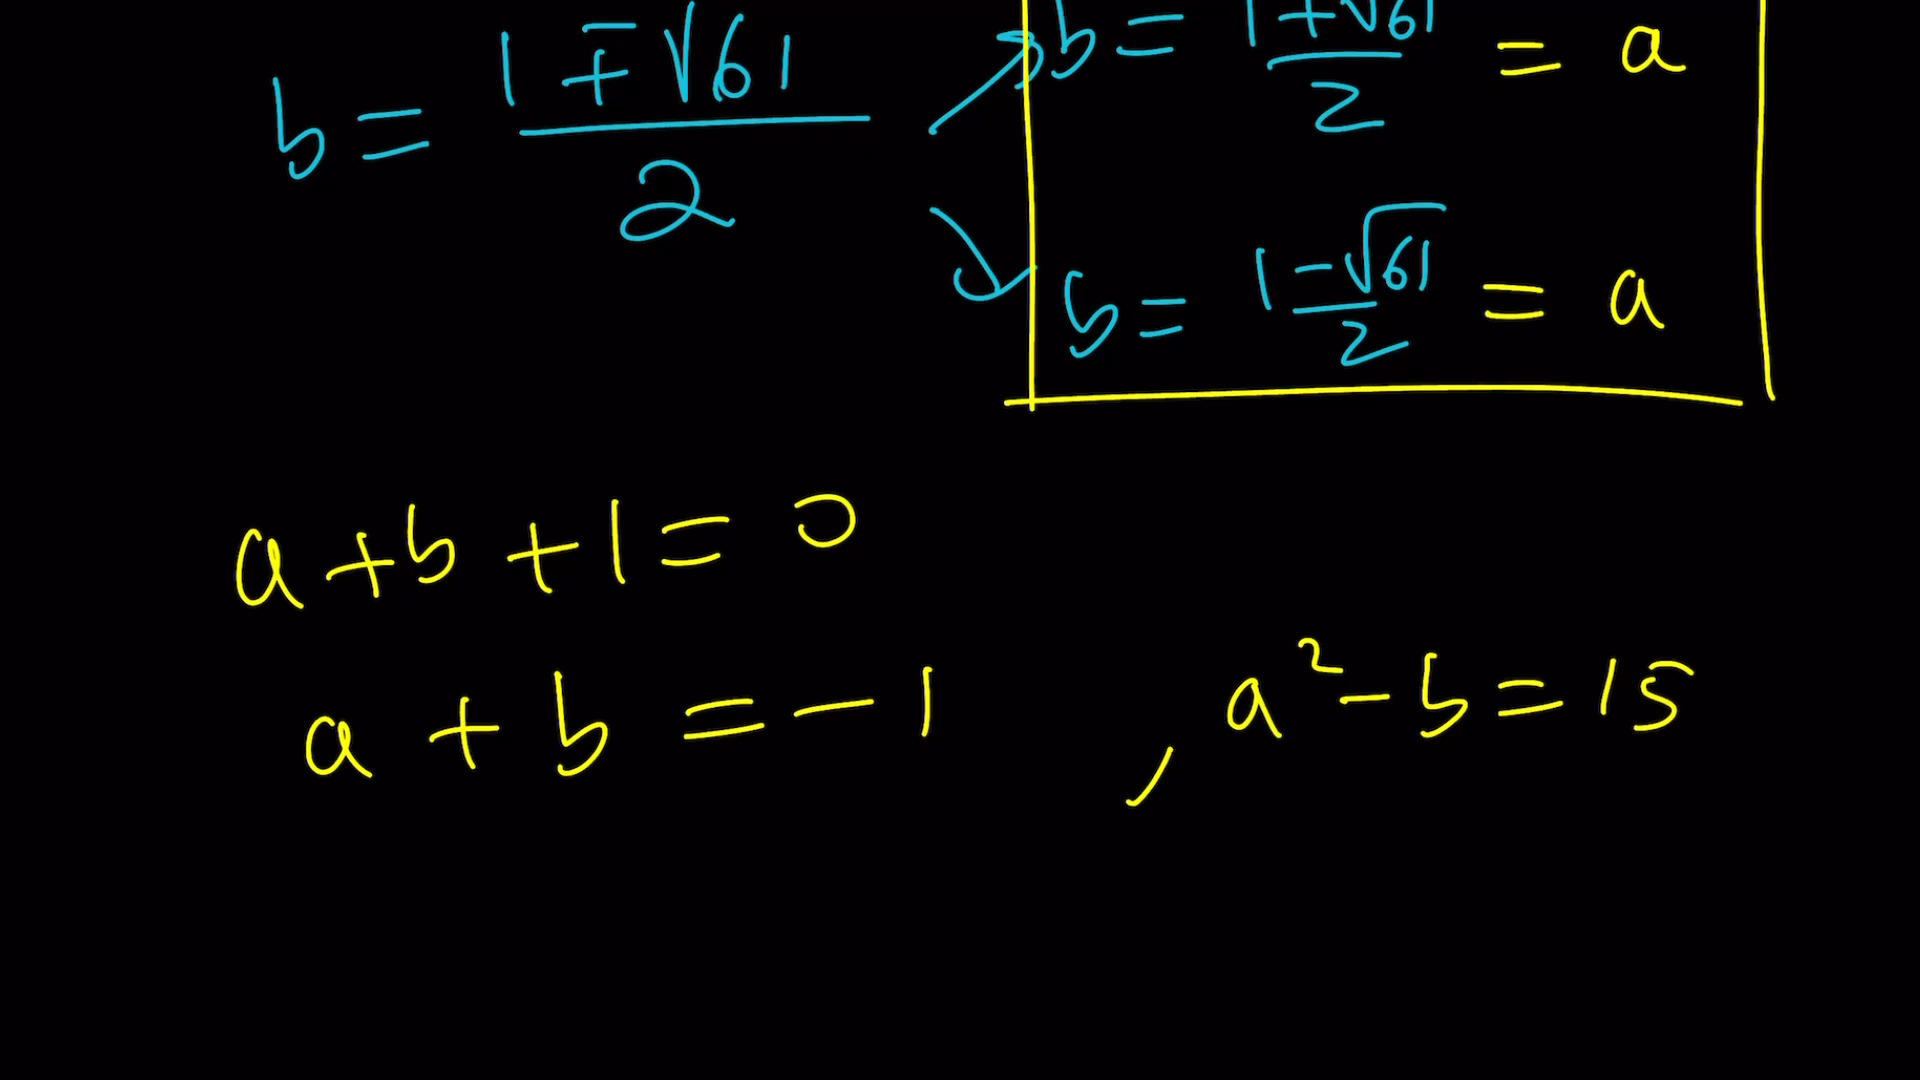 b = (1 ∓ √61)/2
b = (1 + √61)/2 = a
b = (1 − √61)/2 = a
a + b + 1 = 0
a + b = − 1 , a² − b = 15